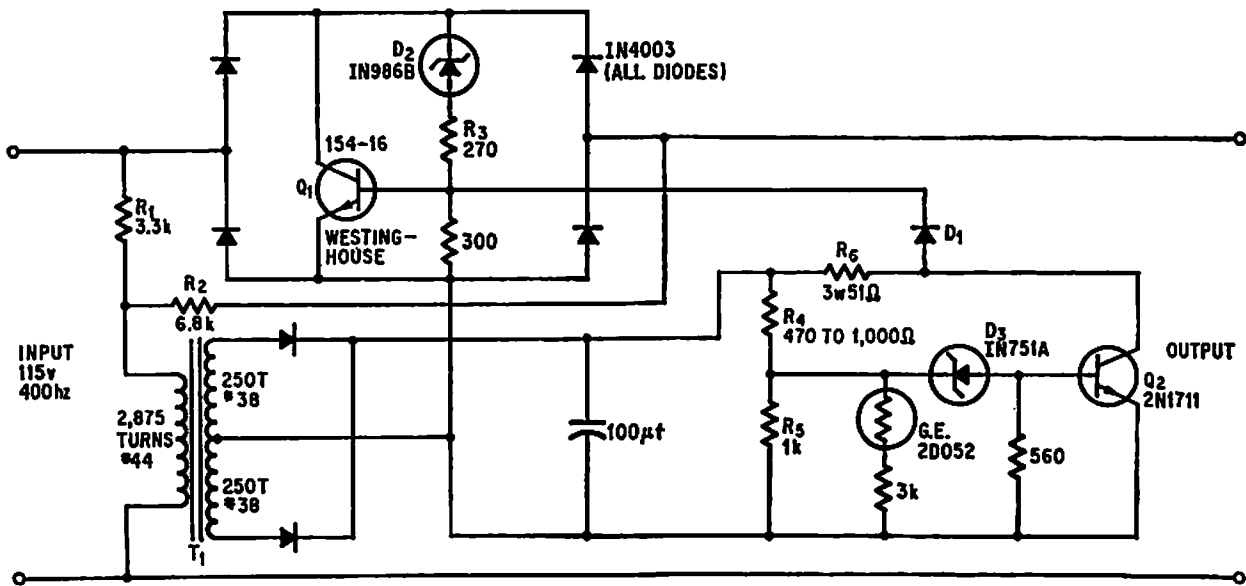 D2
IN986B
IN4003
(ALL DIODES)
R3
270
154-16
Q1
WESTING-
HOUSE
300
R1
3.3k
R2
6.8k
D1
R6
3w51Ω
R4
470 TO 1,000Ω
D3
IN751A
OUTPUT
Q2
2N1711
INPUT
115v
400hz
2,875
TURNS
#44
250T
#38
250T
#38
T1
100µf
R5
1k
G.E.
2D052
3k
560